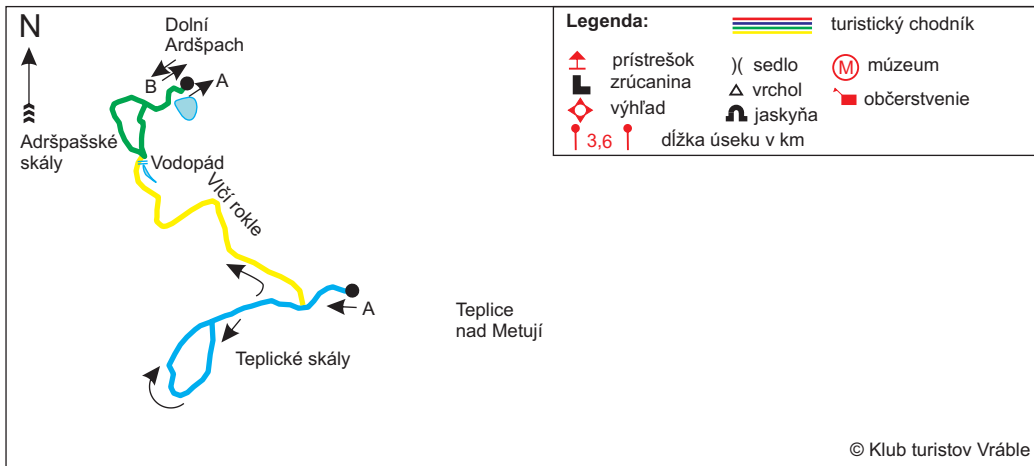 N
Dolní
Ardšpach
B
A
Adršpašské
skály
Vodopád
Vlčí rokle
A
Teplice
nad Metují
Teplické skály
Legenda:
turistický chodník
prístrešok
)( sedlo
M múzeum
zrúcanina
vrchol
občerstvenie
výhľad
jaskyňa
3,6 dĺžka úseku v km
© Klub turistov Vráble